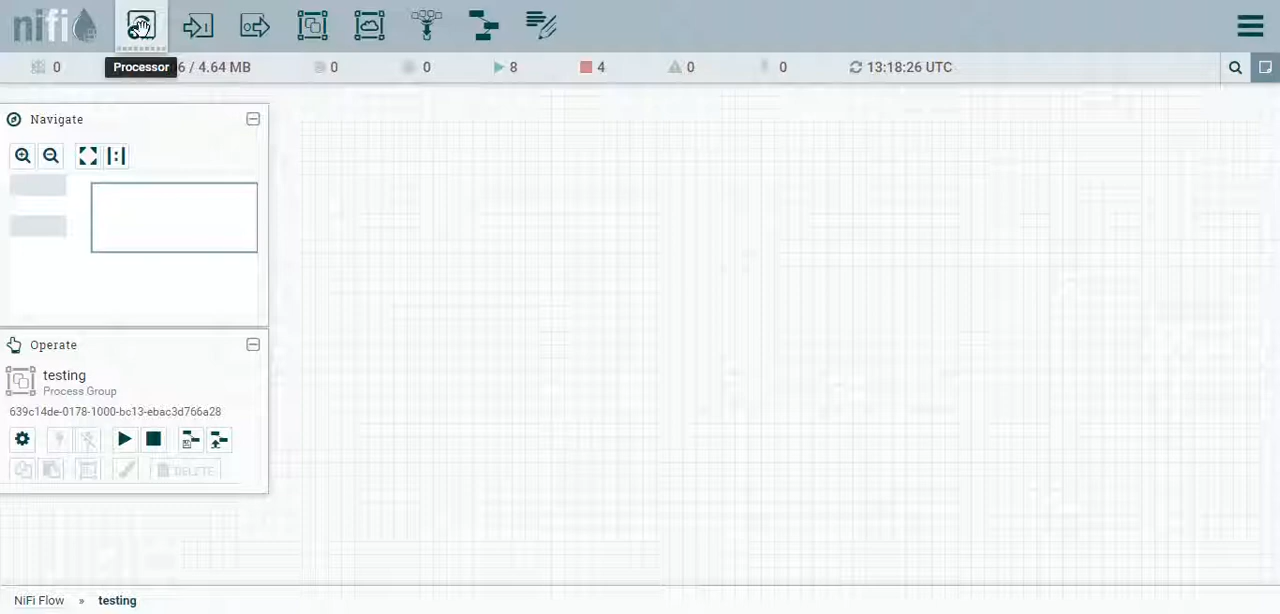 nifi
0
6 / 4.64 MB
0
0
8
4
0
0
13:18:26 UTC
Processor
Navigate
Operate
testing
Process Group
639c14de-0178-1000-bc13-ebac3d766a28
DELETE
NiFi Flow » testing